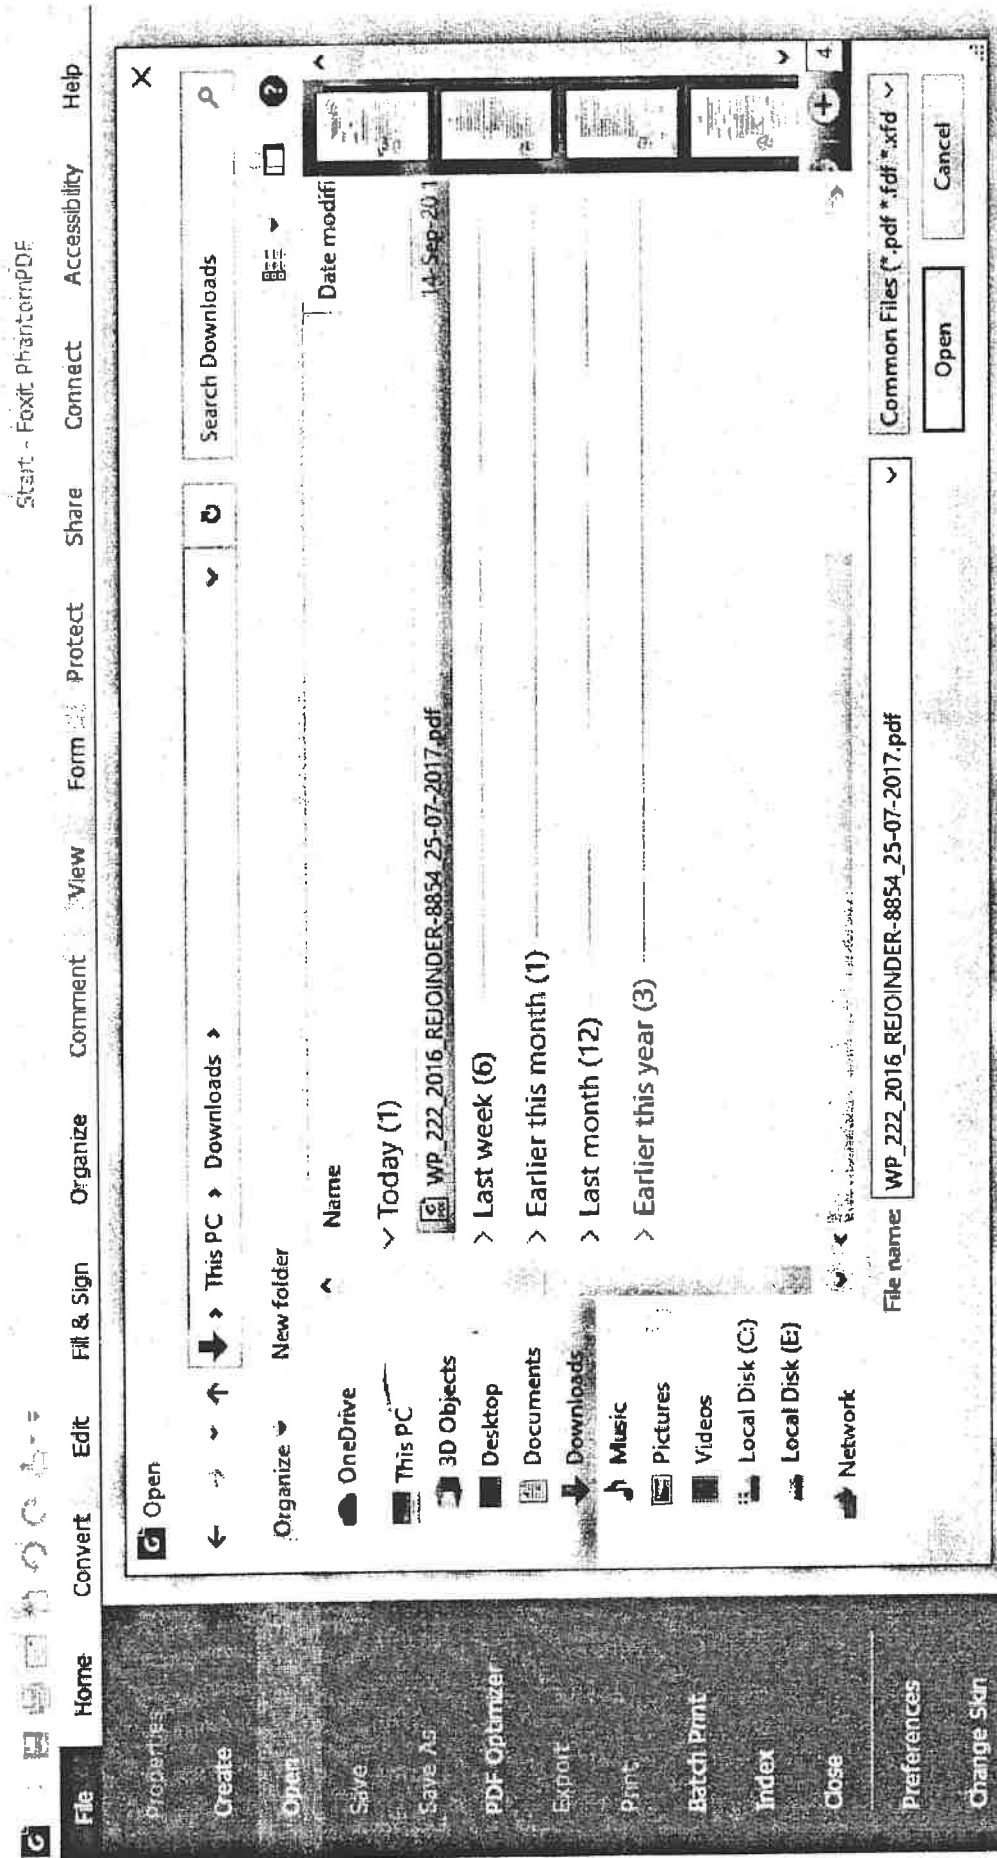 Start - Foxit PhantomPDF
File Home Convert Edit Fill & Sign Organize Comment View Form Protect Share Connect Accessibility Help
Properties
Create
Open
Save
Save As
PDF Optmizer
Export
Print
Batch Print
Index
Close
Preferences
Change Skin
Open
This PC Downloads
Search Downloads
Organize New folder
OneDrive
This PC
3D Objects
Desktop
Documents
Downloads
Music
Pictures
Videos
Local Disk (C:)
Local Disk (E:)
Network
Name Date modifi
Today (1)
WP_222_2016_REJOINDER-8854_25-07-2017.pdf 14-Sep-201
Last week (6)
Earlier this month (1)
Last month (12)
Earlier this year (3)
4
File name: WP_222_2016_REJOINDER-8854_25-07-2017.pdf Common Files (*.pdf *.fdf *.xfd
Open Cancel